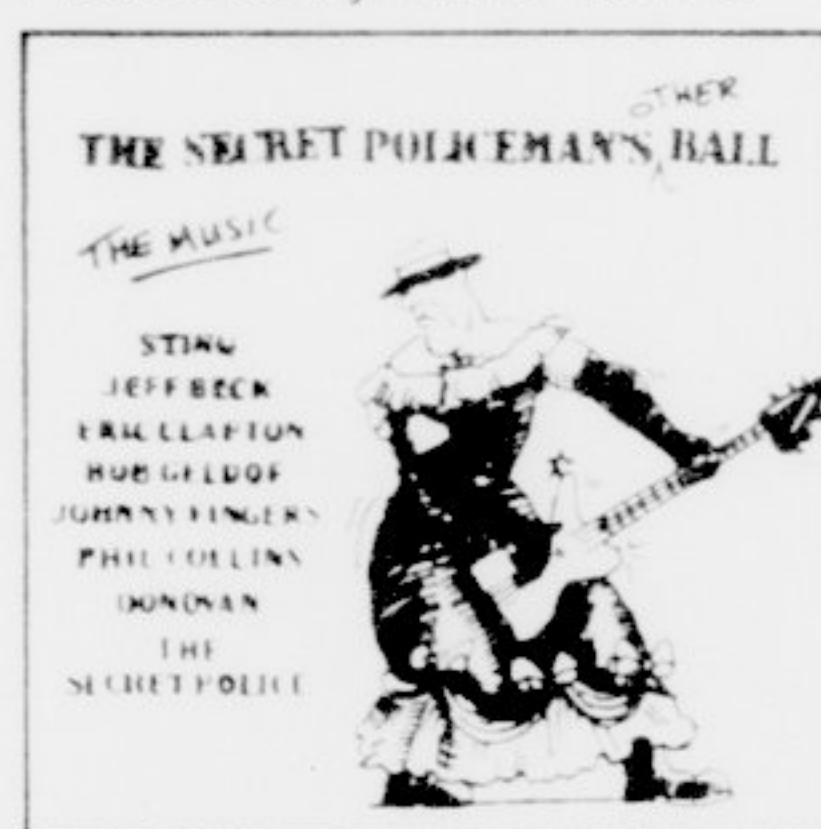 OTHER
THE SECRET POLICEMAN'S BALL
THE MUSIC
STING
JEFF BECK
ERIC CLAPTON
BOB GELDOF
JOHNNY FINGERS
PHIL COLLINS
DONOVAN
THE
SECRET POLICE